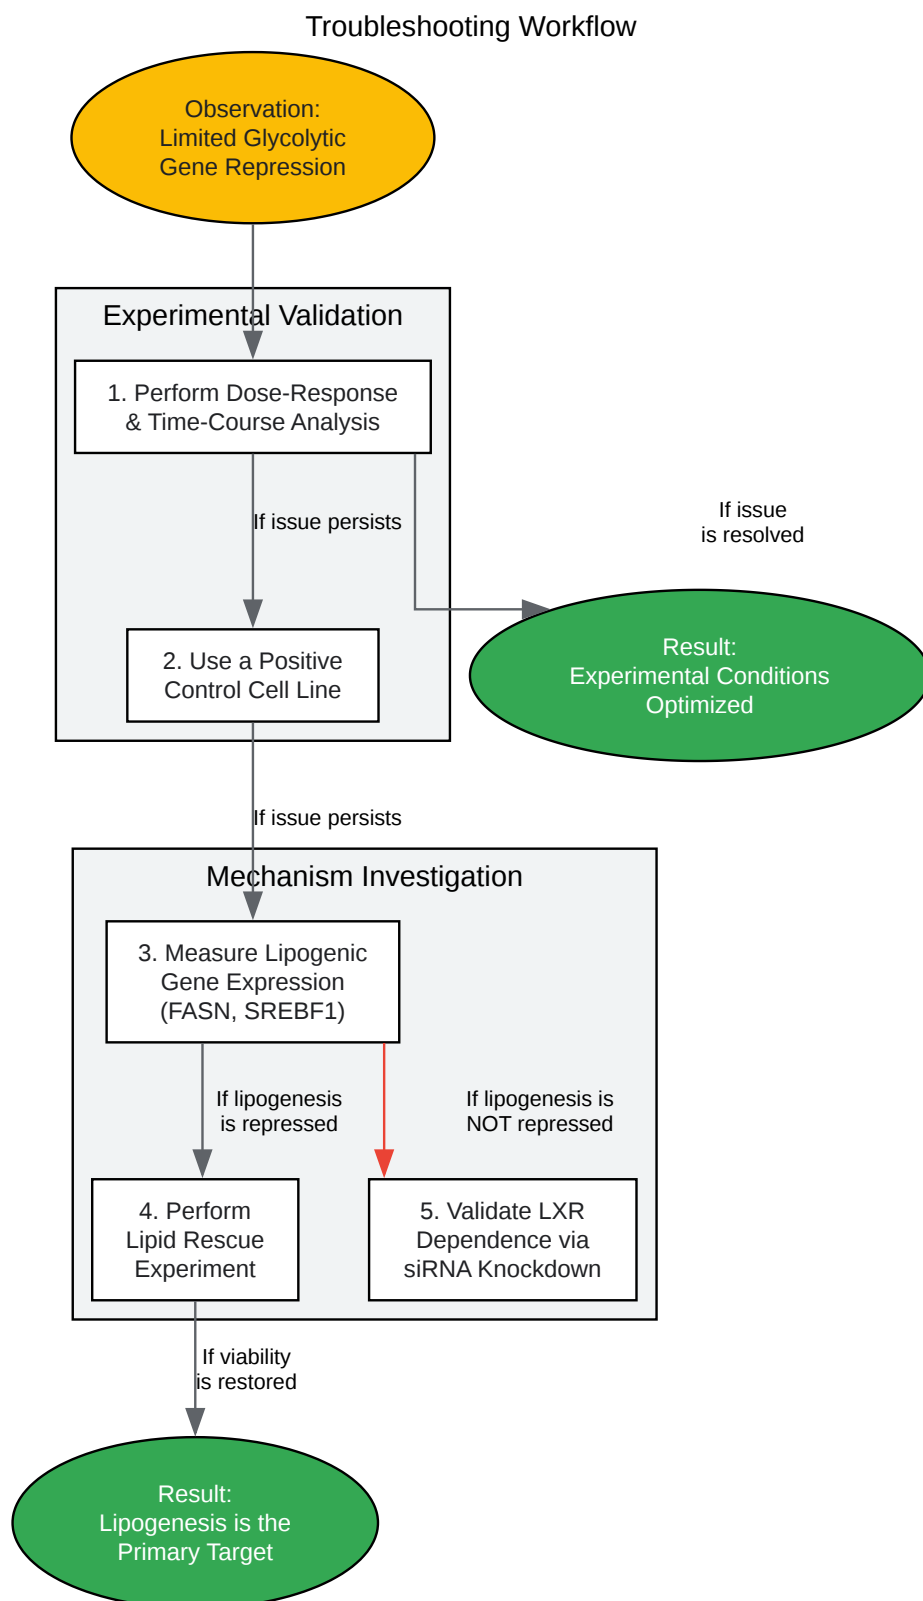 Troubleshooting Workflow
Observation:
Limited Glycolytic
Gene Repression
Experimental Validation
1. Perform Dose-Response
& Time-Course Analysis
If issue persists
If issue
is resolved
2. Use a Positive
Control Cell Line
Result:
Experimental Conditions
Optimized
If issue persists
Mechanism Investigation
3. Measure Lipogenic
Gene Expression
(FASN, SREBF1)
If lipogenesis
is repressed
If lipogenesis is
NOT repressed
4. Perform
Lipid Rescue
Experiment
5. Validate LXR
Dependence via
siRNA Knockdown
If viability
is restored
Result:
Lipogenesis is the
Primary Target